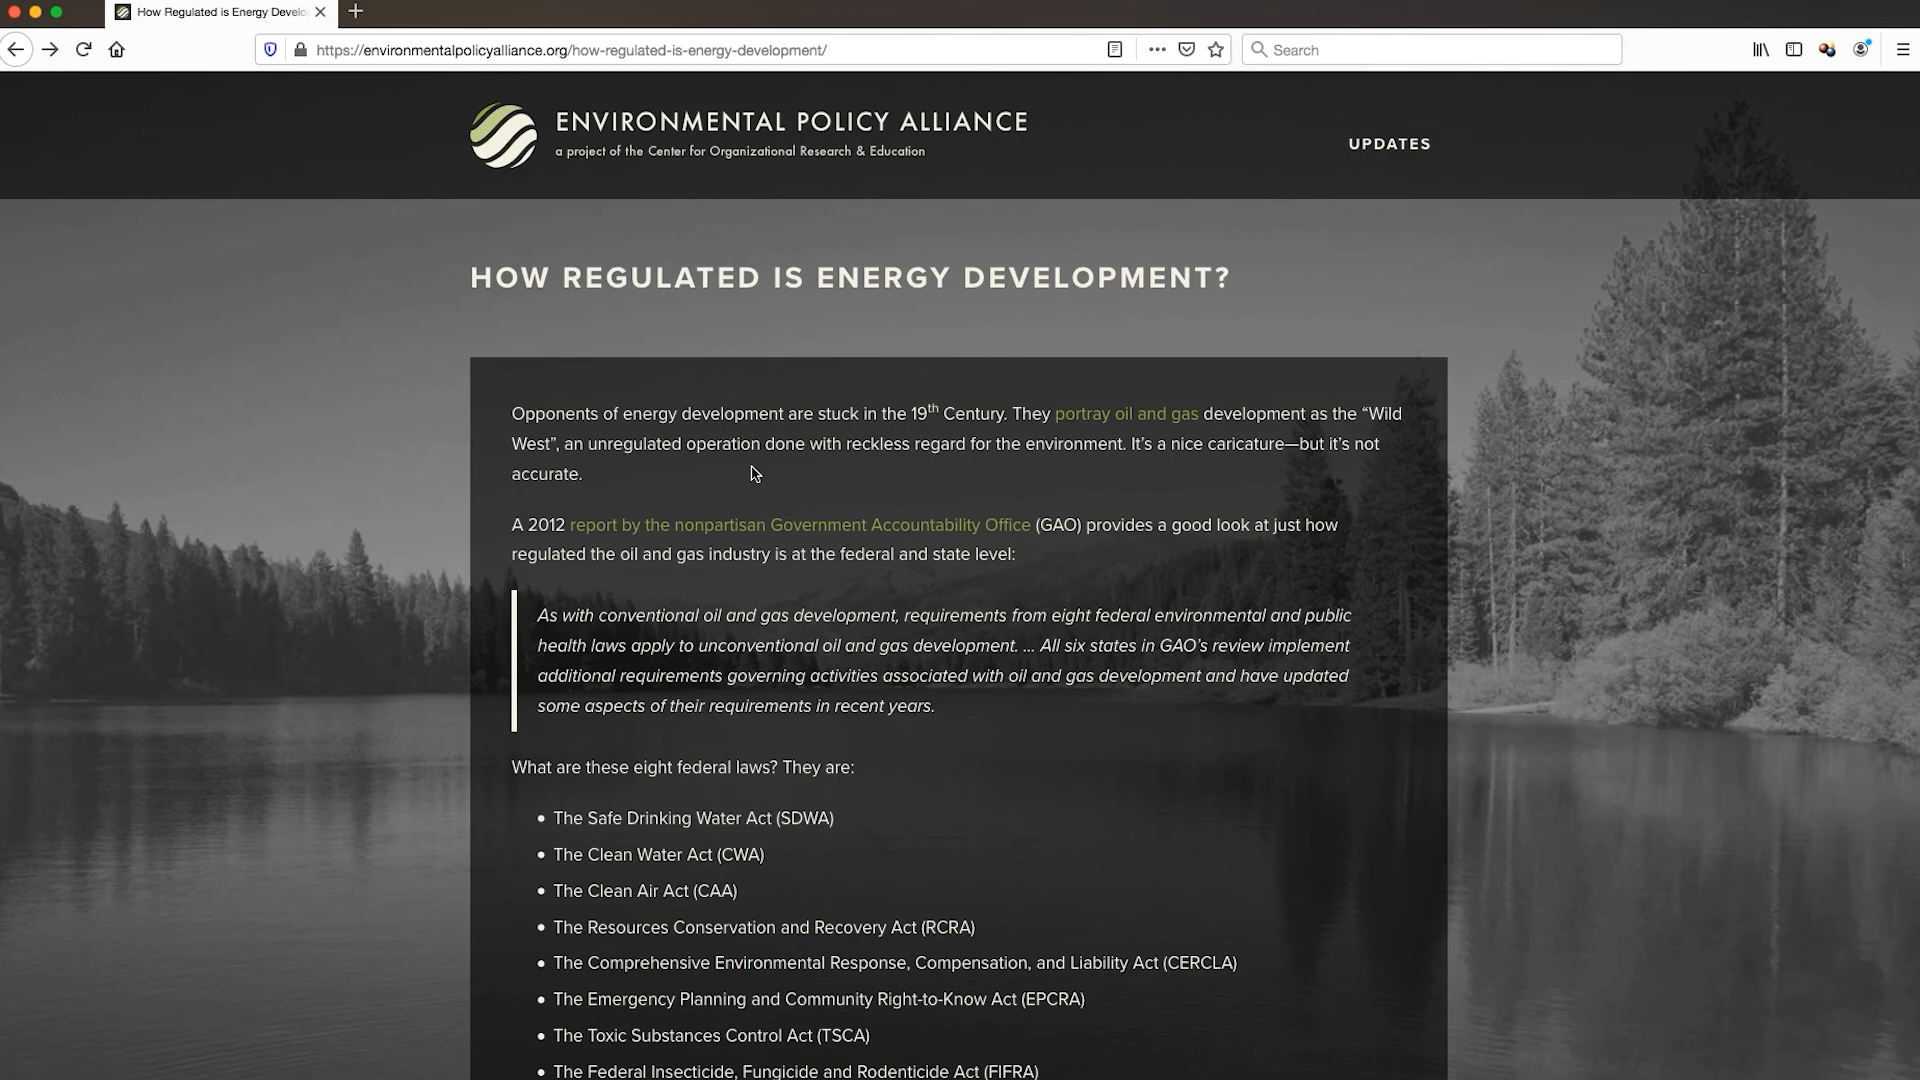 How Regulated is Energy Develo
https://environmentalpolicyalliance.org/how-regulated-is-energy-development/
Search
ENVIRONMENTAL POLICY ALLIANCE
a project of the Center for Organizational Research & Education
UPDATES
HOW REGULATED IS ENERGY DEVELOPMENT?
Opponents of energy development are stuck in the 19th Century. They portray oil and gas development as the “Wild
West”, an unregulated operation done with reckless regard for the environment. It’s a nice caricature—but it’s not
accurate.
A 2012 report by the nonpartisan Government Accountability Office (GAO) provides a good look at just how
regulated the oil and gas industry is at the federal and state level:
As with conventional oil and gas development, requirements from eight federal environmental and public
health laws apply to unconventional oil and gas development. ... All six states in GAO’s review implement
additional requirements governing activities associated with oil and gas development and have updated
some aspects of their requirements in recent years.
What are these eight federal laws? They are:
• The Safe Drinking Water Act (SDWA)
• The Clean Water Act (CWA)
• The Clean Air Act (CAA)
• The Resources Conservation and Recovery Act (RCRA)
• The Comprehensive Environmental Response, Compensation, and Liability Act (CERCLA)
• The Emergency Planning and Community Right-to-Know Act (EPCRA)
• The Toxic Substances Control Act (TSCA)
• The Federal Insecticide, Fungicide and Rodenticide Act (FIFRA)